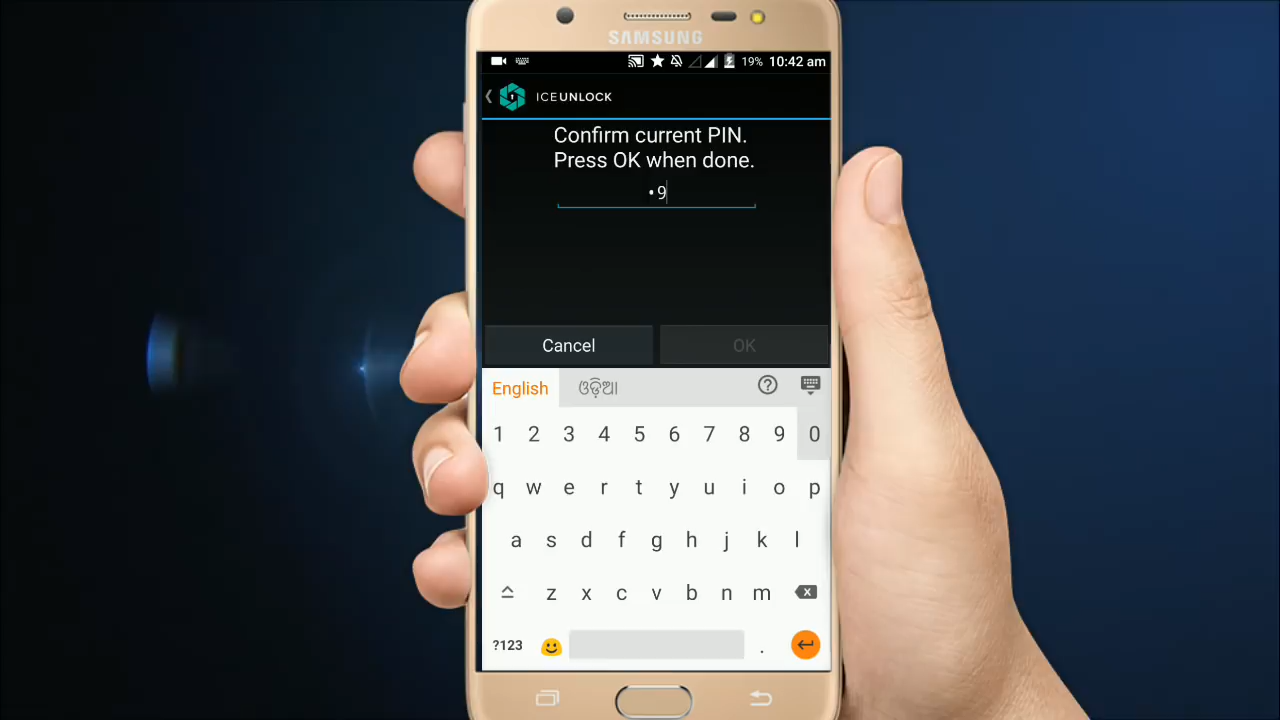 SAMSUNG
19% 10:42 am
ICEUNLOCK
Confirm current PIN.
Press OK when done.
•9
Cancel OK
English ଓଡ଼ିଆ
1 2 3 4 5 6 7 8 9 0
q w e r t y u i o p
a s d f g h j k l
z x c v b n m
?123 .